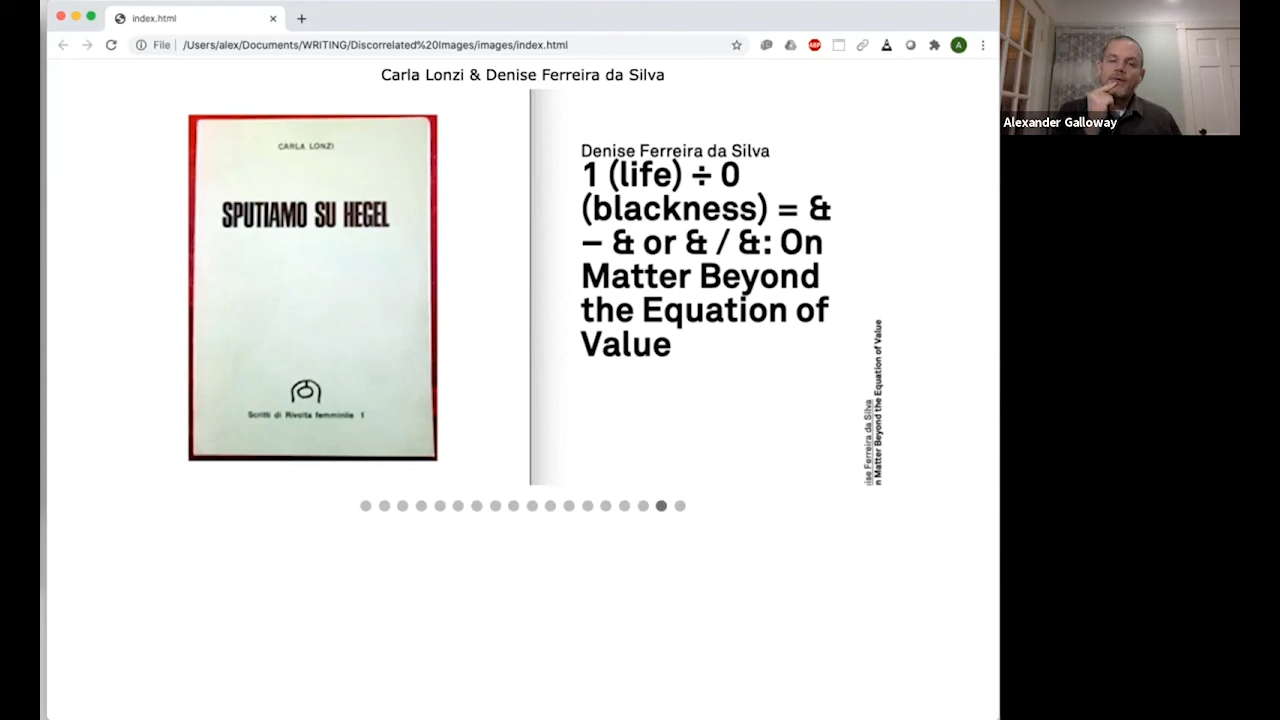 index.html
File
/Users/alex/Documents/WRITING/Discorrelated%20Images/images/index.html
ABP
A
Carla Lonzi & Denise Ferreira da Silva
CARLA LONZI
SPUTIAMO SU HEGEL
Scritti di Rivolta femminile 1
Denise Ferreira da Silva
1 (life) ÷ 0
(blackness) = &
– & or & / &: On
Matter Beyond
the Equation of
Value
ise Ferreira da Silva
n Matter Beyond the Equation of Value
Alexander Galloway